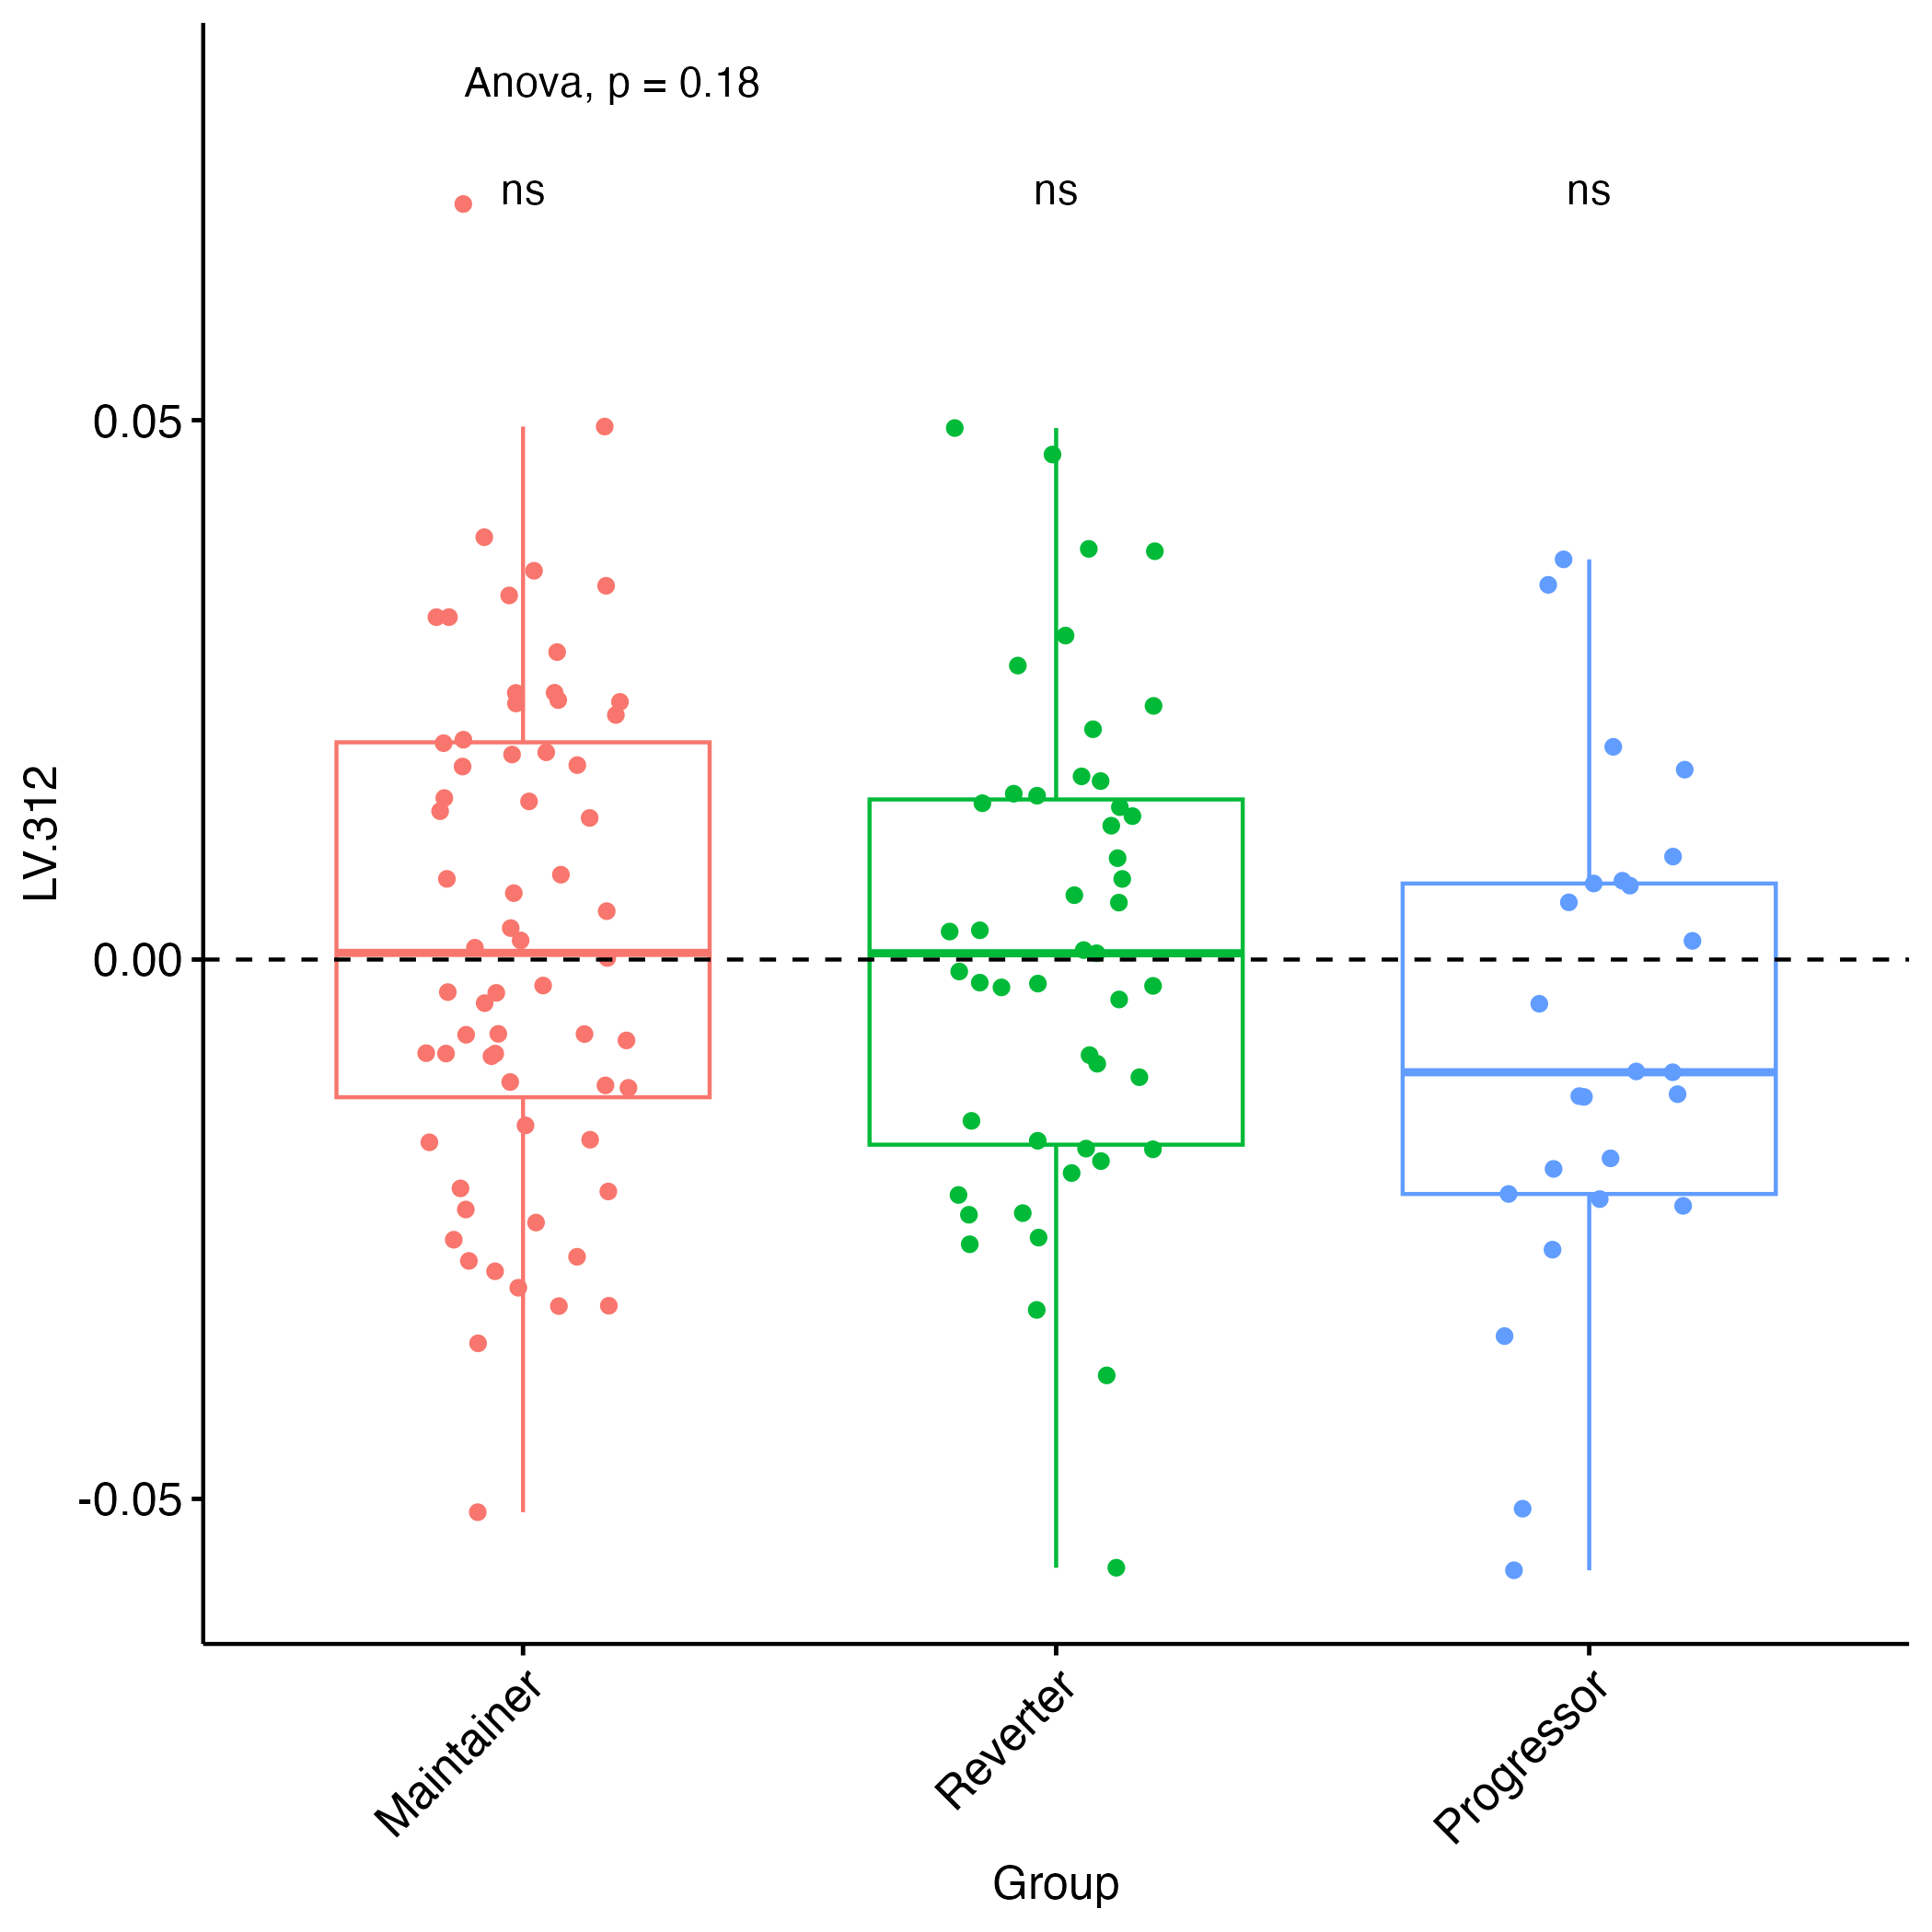 Anova, p = 0.18
ns ns ns
0.05
0.00
-0.05
LV.312
Maintainer Reverter Progressor
Group